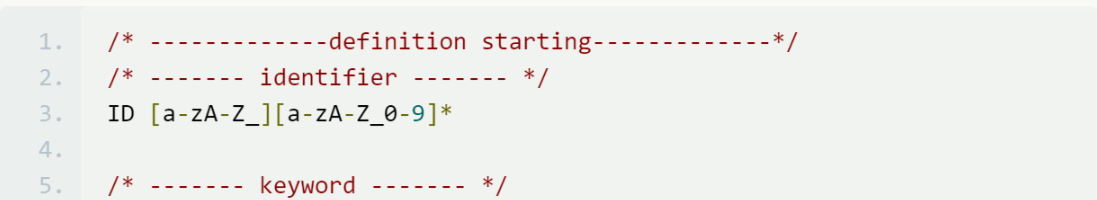 1. /* -------------definition starting-------------*/
2. /* ------- identifier ------- */
3. ID [a-zA-Z_][a-zA-Z_0-9]*
4.
5. /* ------- keyword ------- */